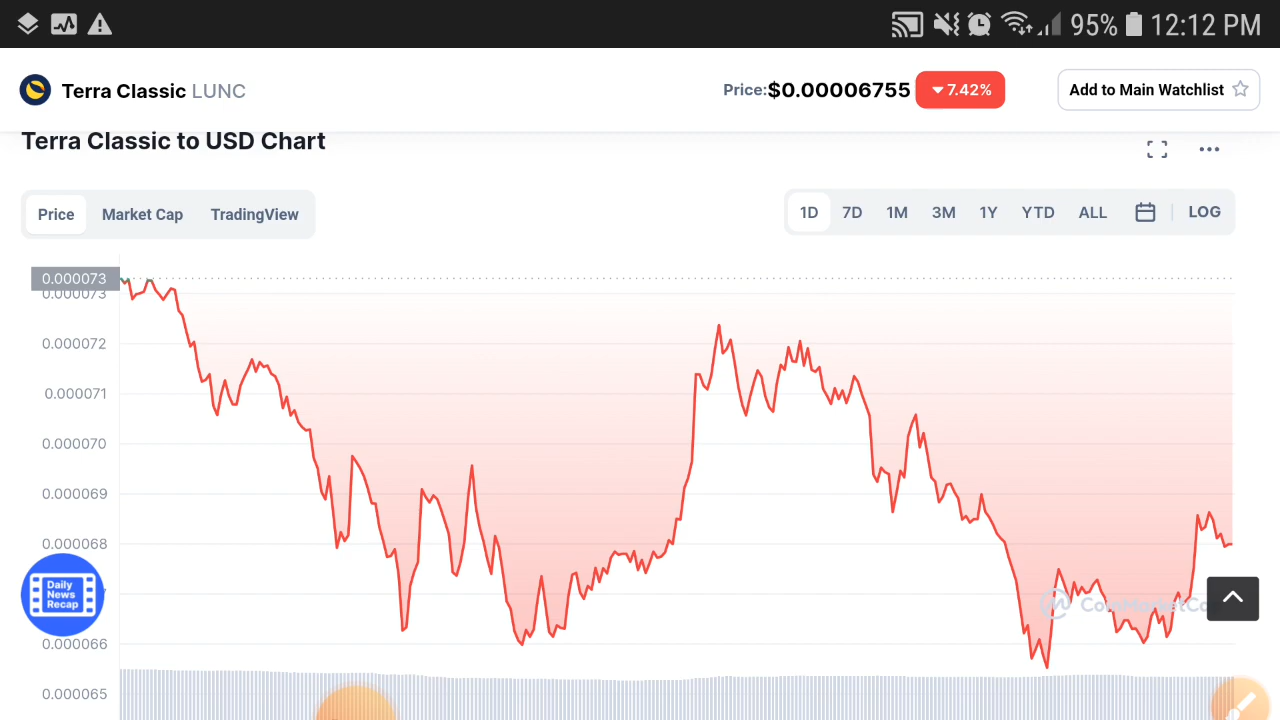 95% 12:12 PM
Terra Classic LUNC Price:$0.00006755 7.42% Add to Main Watchlist
Terra Classic to USD Chart
Price Market Cap TradingView
1D 7D 1M 3M 1Y YTD ALL LOG
0.000073
0.000073
0.000072
0.000071
0.000070
0.000069
0.000068
Daily
News
Recap
CoinMarketCap
0.000066
0.000065